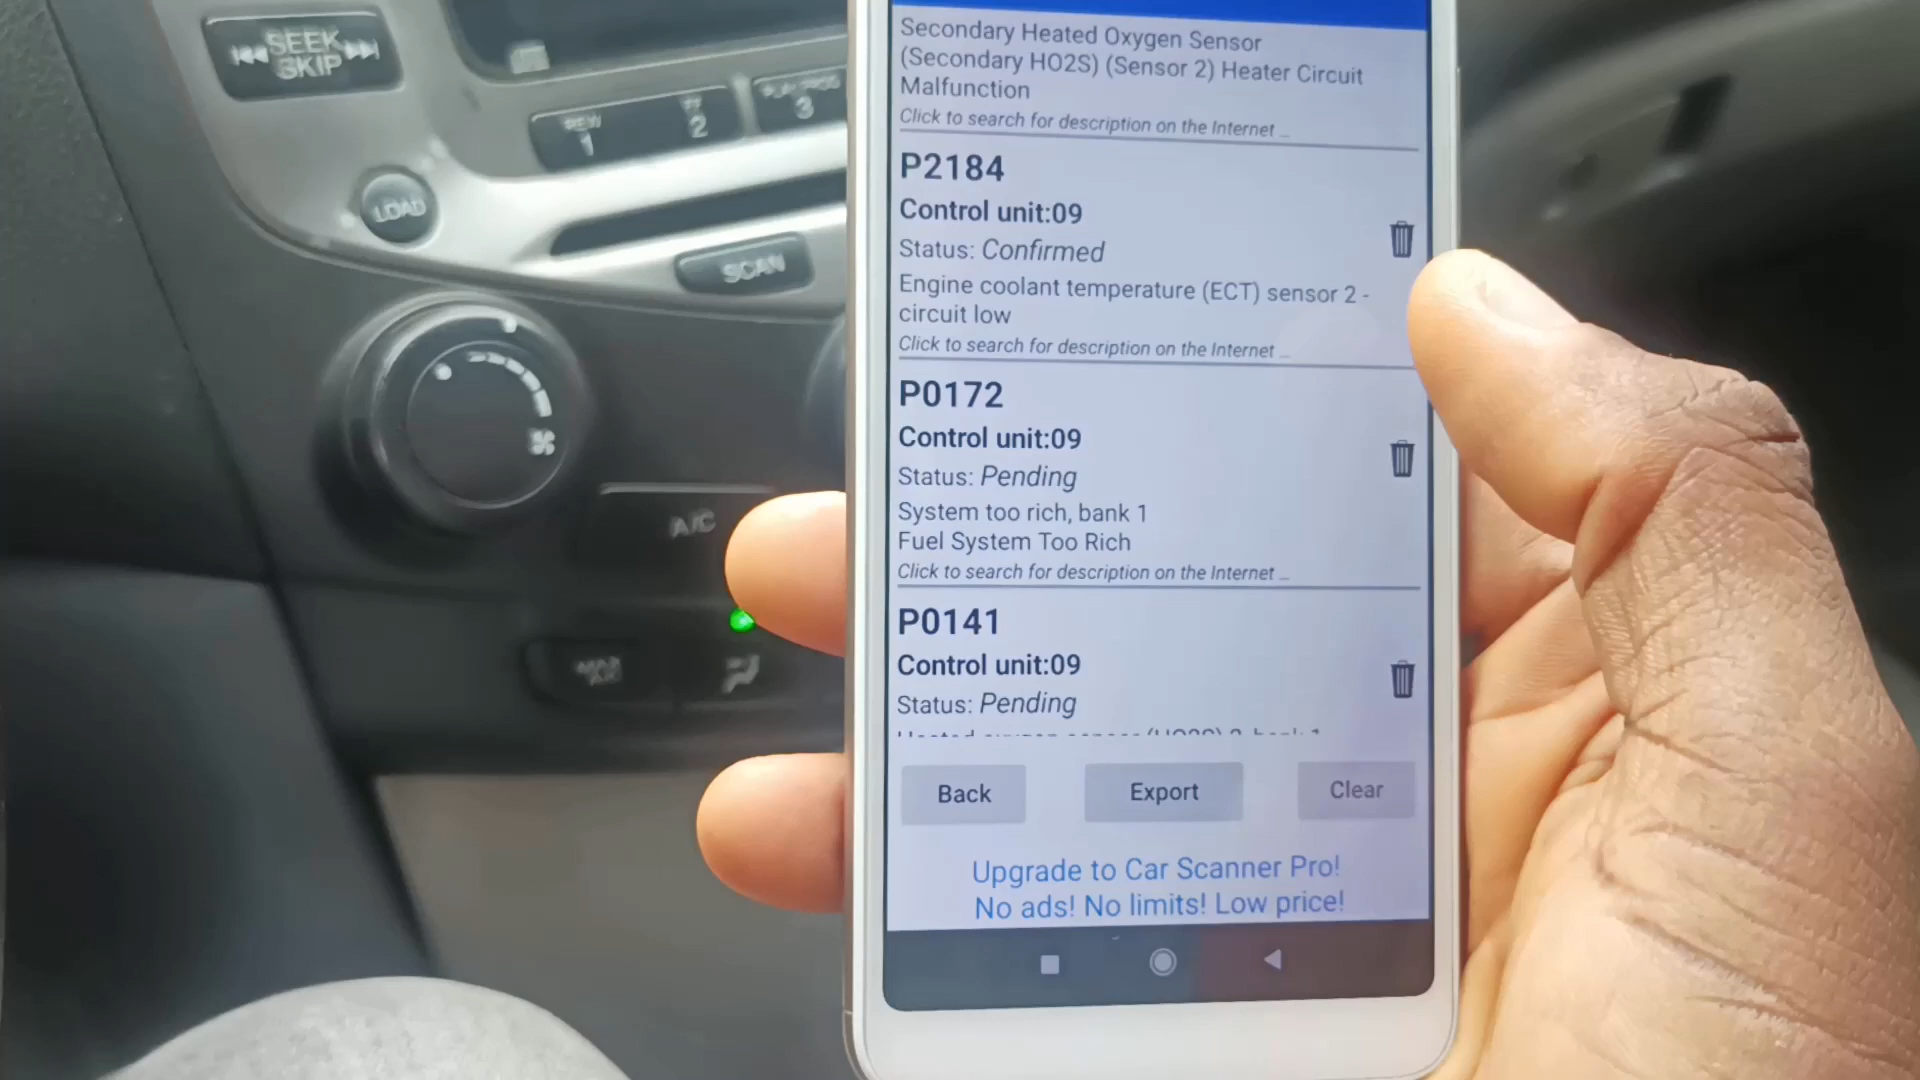 SEEK
SKIP
REW
1
2
3
LOAD
SCAN
A/C
Secondary Heated Oxygen Sensor
(Secondary HO2S) (Sensor 2) Heater Circuit
Malfunction
Click to search for description on the Internet ...
P2184
Control unit:09
Status: Confirmed
Engine coolant temperature (ECT) sensor 2 -
circuit low
Click to search for description on the Internet ...
P0172
Control unit:09
Status: Pending
System too rich, bank 1
Fuel System Too Rich
Click to search for description on the Internet ...
P0141
Control unit:09
Status: Pending
Back
Export
Clear
Upgrade to Car Scanner Pro!
No ads! No limits! Low price!